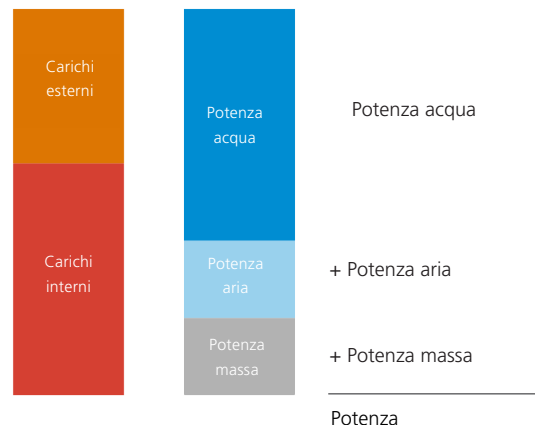 Carichi
esterni
Carichi
interni
Potenza
acqua
Potenza
aria
Potenza
massa
Potenza acqua
+ Potenza aria
+ Potenza massa
Potenza